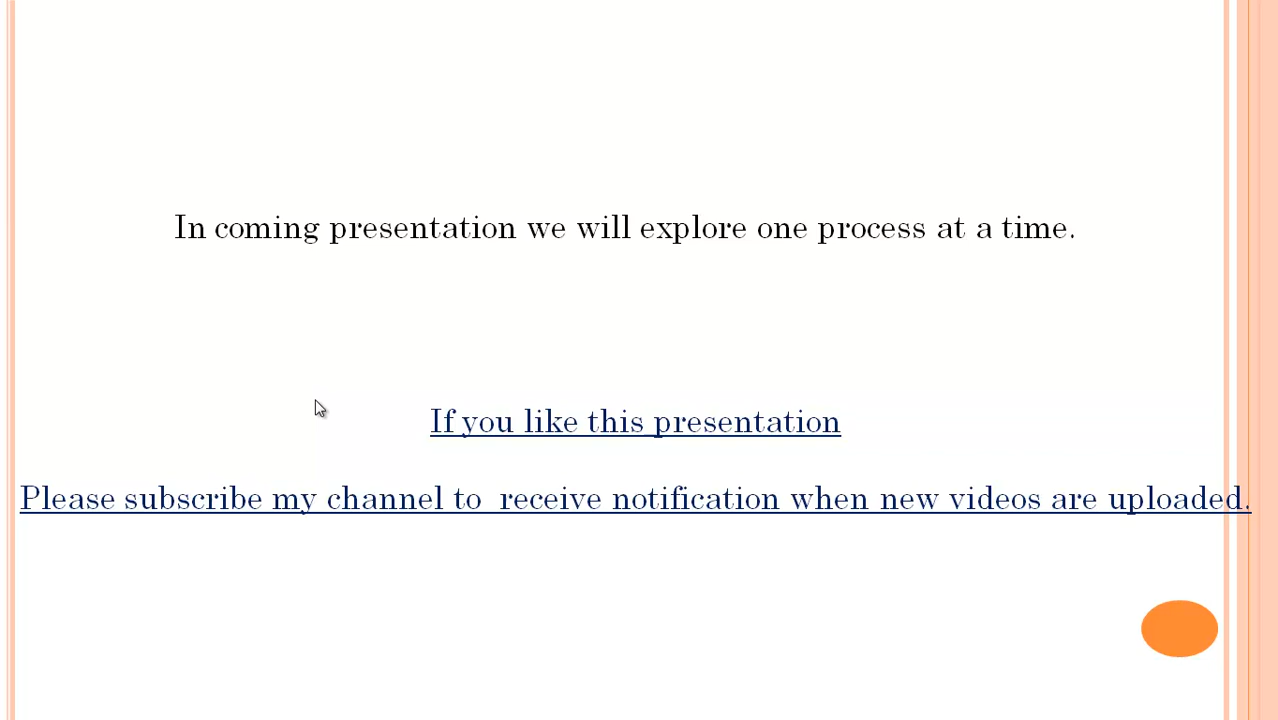 In coming presentation we will explore one process at a time.
If you like this presentation
Please subscribe my channel to  receive notification when new videos are uploaded.